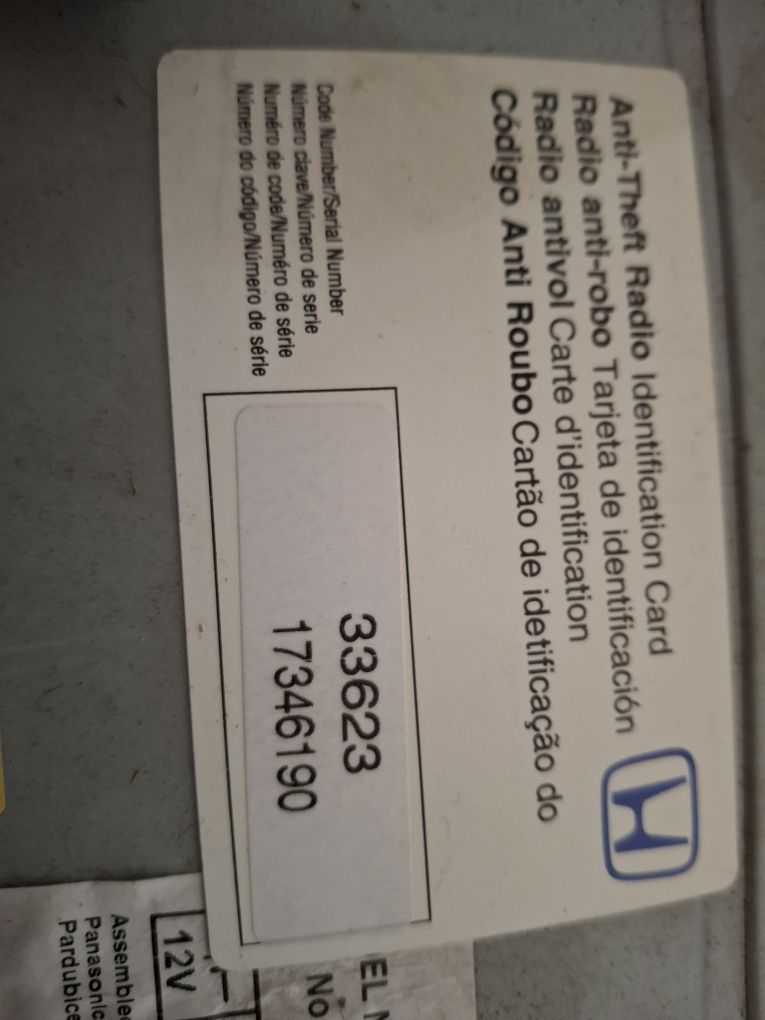 Anti-Theft Radio Identification Card
Radio anti-robo Tarjeta de identificación
Radio antivol Carte d'identification
Código Anti Roubo Cartão de idetificação do
Code Number/Serial Number
Número clave/Número de serie
Numéro de code/Numéro de série
Número do código/Número de série
33623
17346190
12V
Assemble
Panasonic
Pardubice